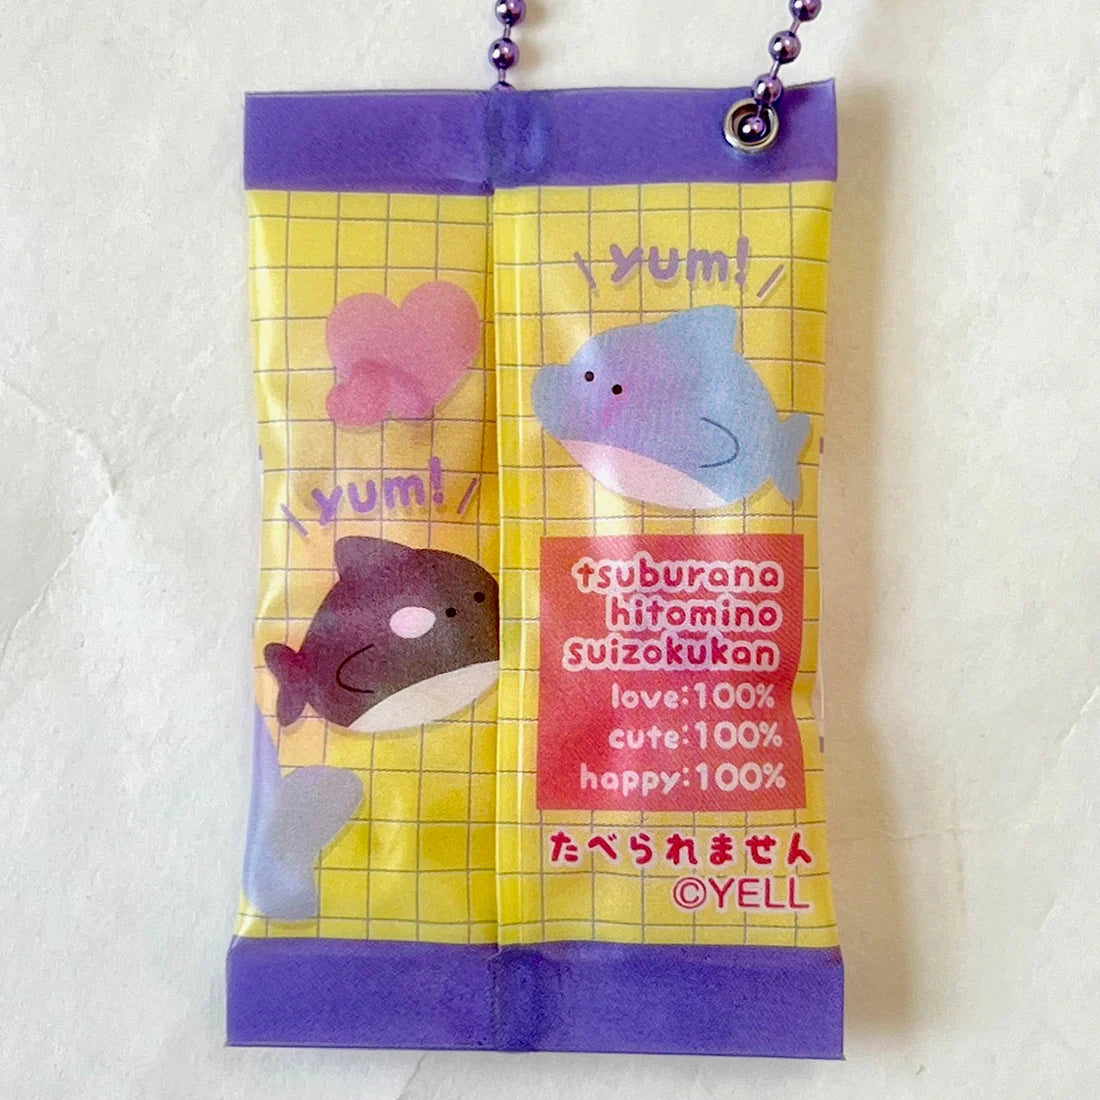 yum!
yum!
tsuburana
hitomino
suizokukan
love:100%
cute:100%
happy:100%
たべられません
©YELL